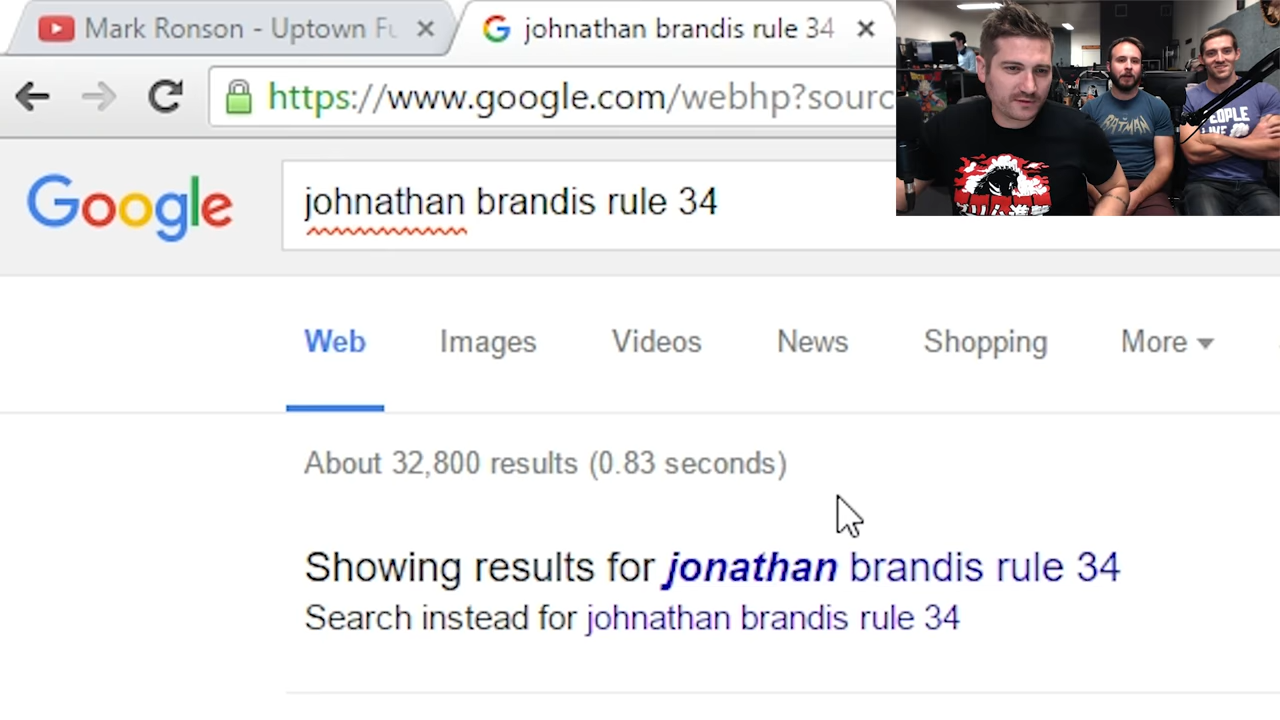 Mark Ronson - Uptown Fu
johnathan brandis rule 34
https://www.google.com/webhp?sourc
Google
johnathan brandis rule 34
BATMAN
PEOPLE
LIKE
Web Images Videos News Shopping More
About 32,800 results (0.83 seconds)
Showing results for jonathan brandis rule 34
Search instead for johnathan brandis rule 34